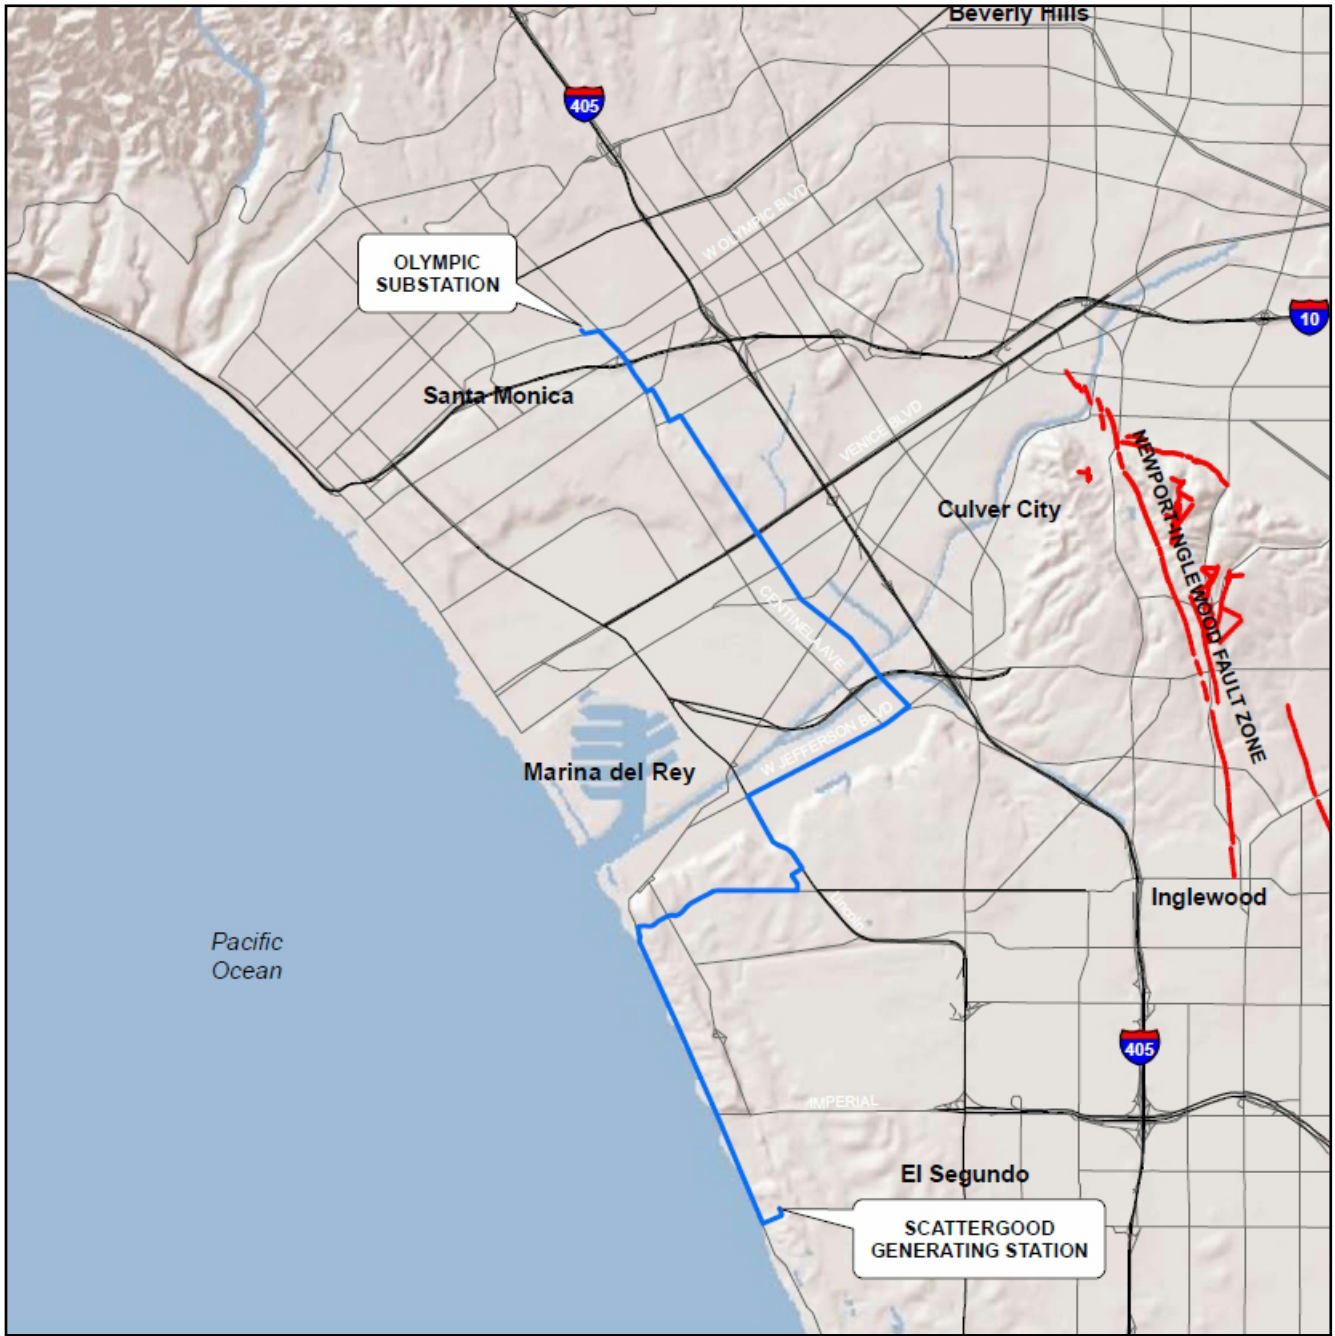 Beverly Hills
405
W OLYMPIC BLVD
OLYMPIC
SUBSTATION
10
Santa Monica
VENICE BLVD
NEWPORT-INGLEWOOD FAULT ZONE
Culver City
CENTINELA AVE
W JEFFERSON BLVD
Marina del Rey
Inglewood
Lincoln
Pacific
Ocean
405
IMPERIAL
El Segundo
SCATTERGOOD
GENERATING STATION